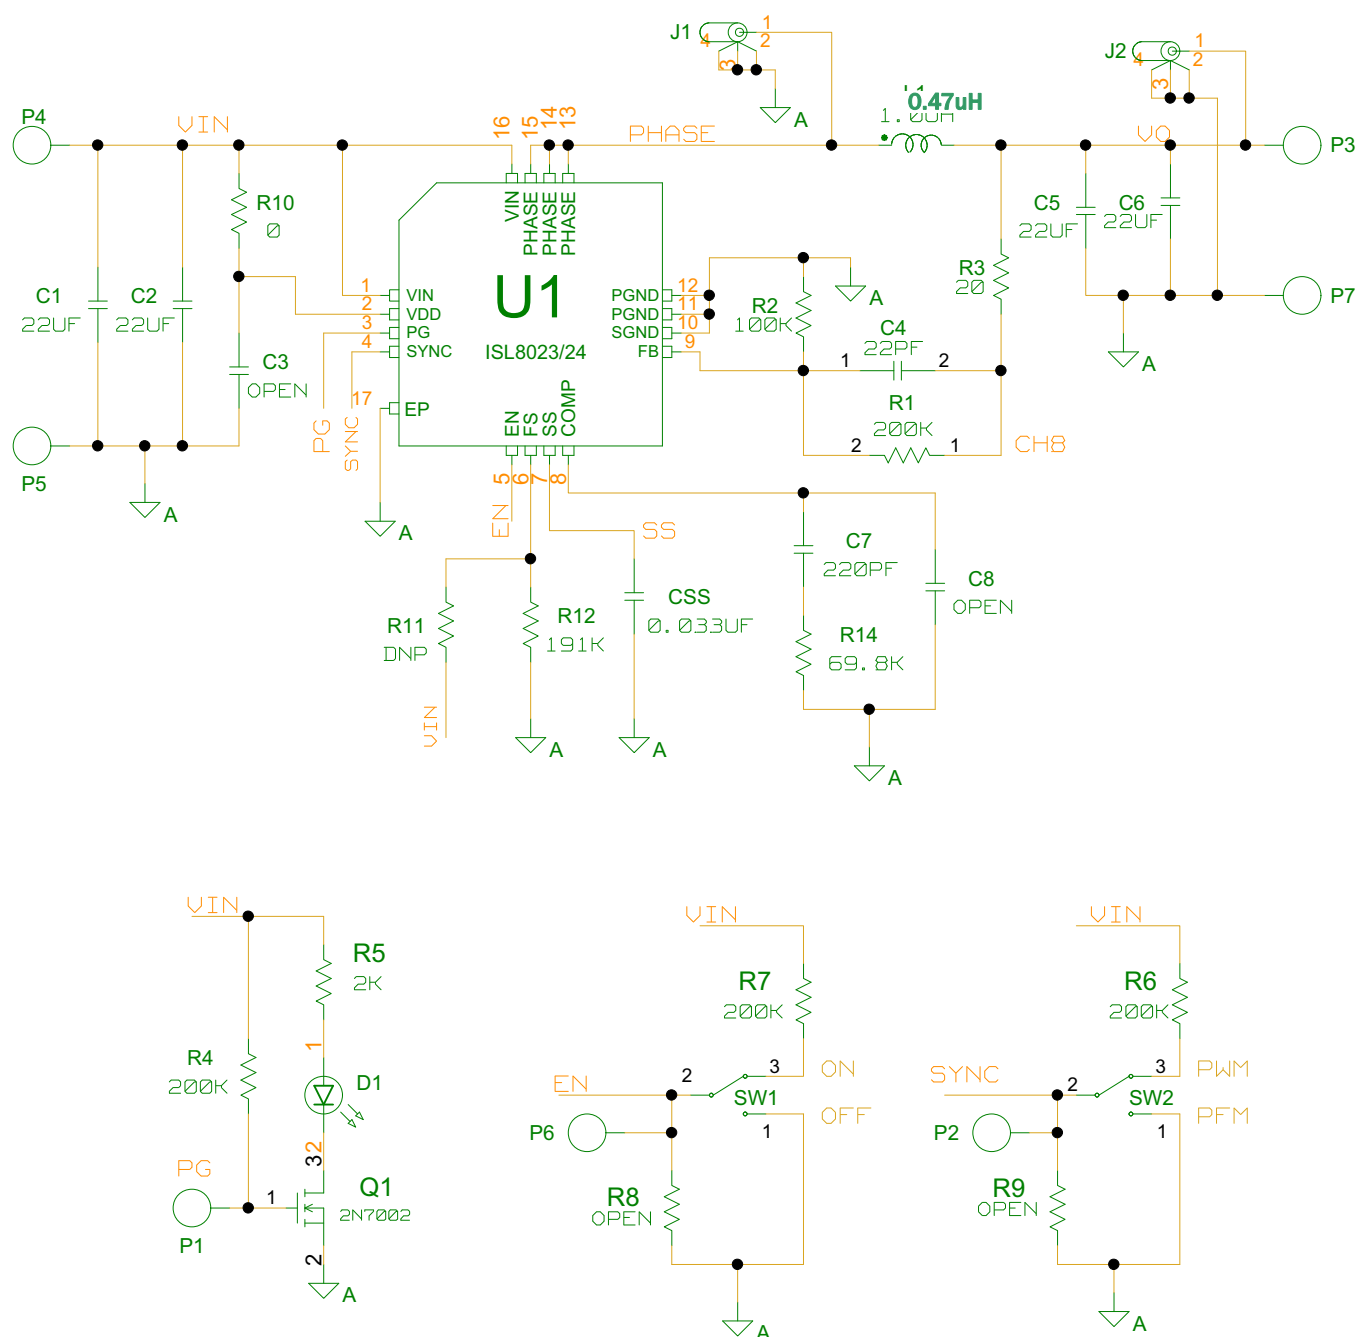 J1
1
4
2
3
A
J2
1
4
2
3
P4
VIN
16
15
14
13
PHASE
0.47uH
VO
P3
VIN
PHASE
PHASE
PHASE
R10
0
C1
22UF
C2
22UF
C3
OPEN
1
VIN
2
VDD
3
PG
4
SYNC
17
EP
U1
ISL8023/24
PGND
12
PGND
11
SGND
10
FB
9
EN
FS
SS
COMP
5
6
7
8
R2
100K
A
C4
22PF
1
2
R1
200K
2
1
CH8
R3
20
C5
22UF
C6
22UF
P7
A
P5
A
PG
SYNC
A
EN
SS
R11
DNP
VIN
R12
191K
A
CSS
0.033UF
A
C7
220PF
R14
69.8K
C8
OPEN
A
VIN
R5
2K
R4
200K
1
D1
2
3
PG
P1
1
Q1
2N7002
2
A
VIN
R7
200K
EN
2
3
ON
SW1
OFF
1
P6
R8
OPEN
A
VIN
R6
200K
SYNC
2
3
PWM
SW2
PFM
1
P2
R9
OPEN
A